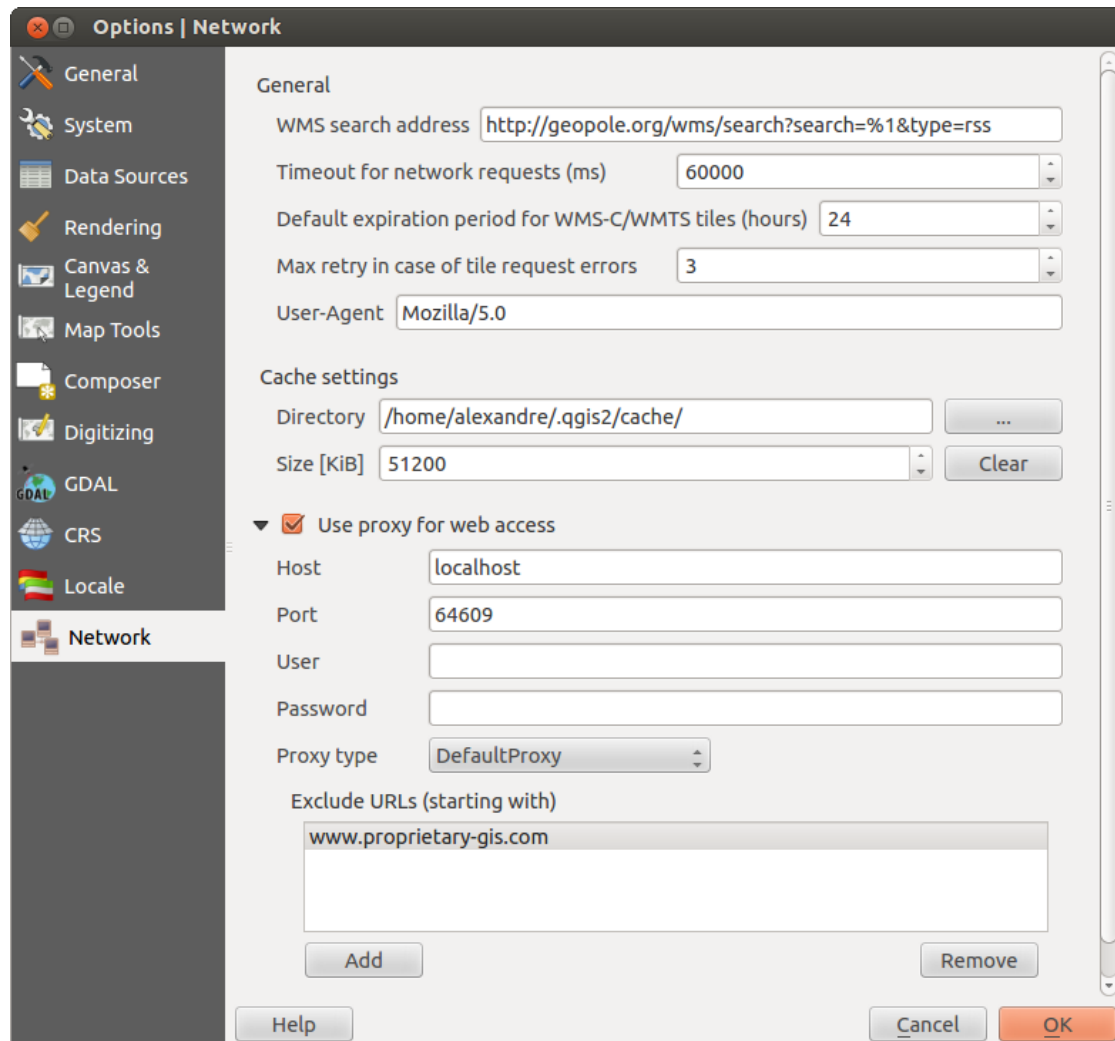 Options | Network
General
System
Data Sources
Rendering
Canvas &
Legend
Map Tools
Composer
Digitizing
GDAL
GDAL
CRS
Locale
Network
General
WMS search address http://geopole.org/wms/search?search=%1&type=rss
Timeout for network requests (ms) 60000
Default expiration period for WMS-C/WMTS tiles (hours) 24
Max retry in case of tile request errors 3
User-Agent Mozilla/5.0
Cache settings
Directory /home/alexandre/.qgis2/cache/ ...
Size [KiB] 51200 Clear
Use proxy for web access
Host localhost
Port 64609
User
Password
Proxy type DefaultProxy
Exclude URLs (starting with)
www.proprietary-gis.com
Add Remove
Help Cancel OK